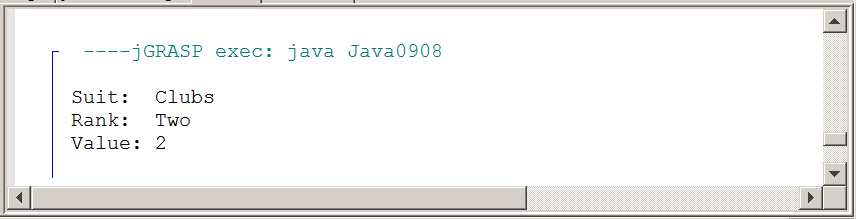 ----jGRASP exec: java Java0908
Suit:  Clubs
Rank:  Two
Value: 2